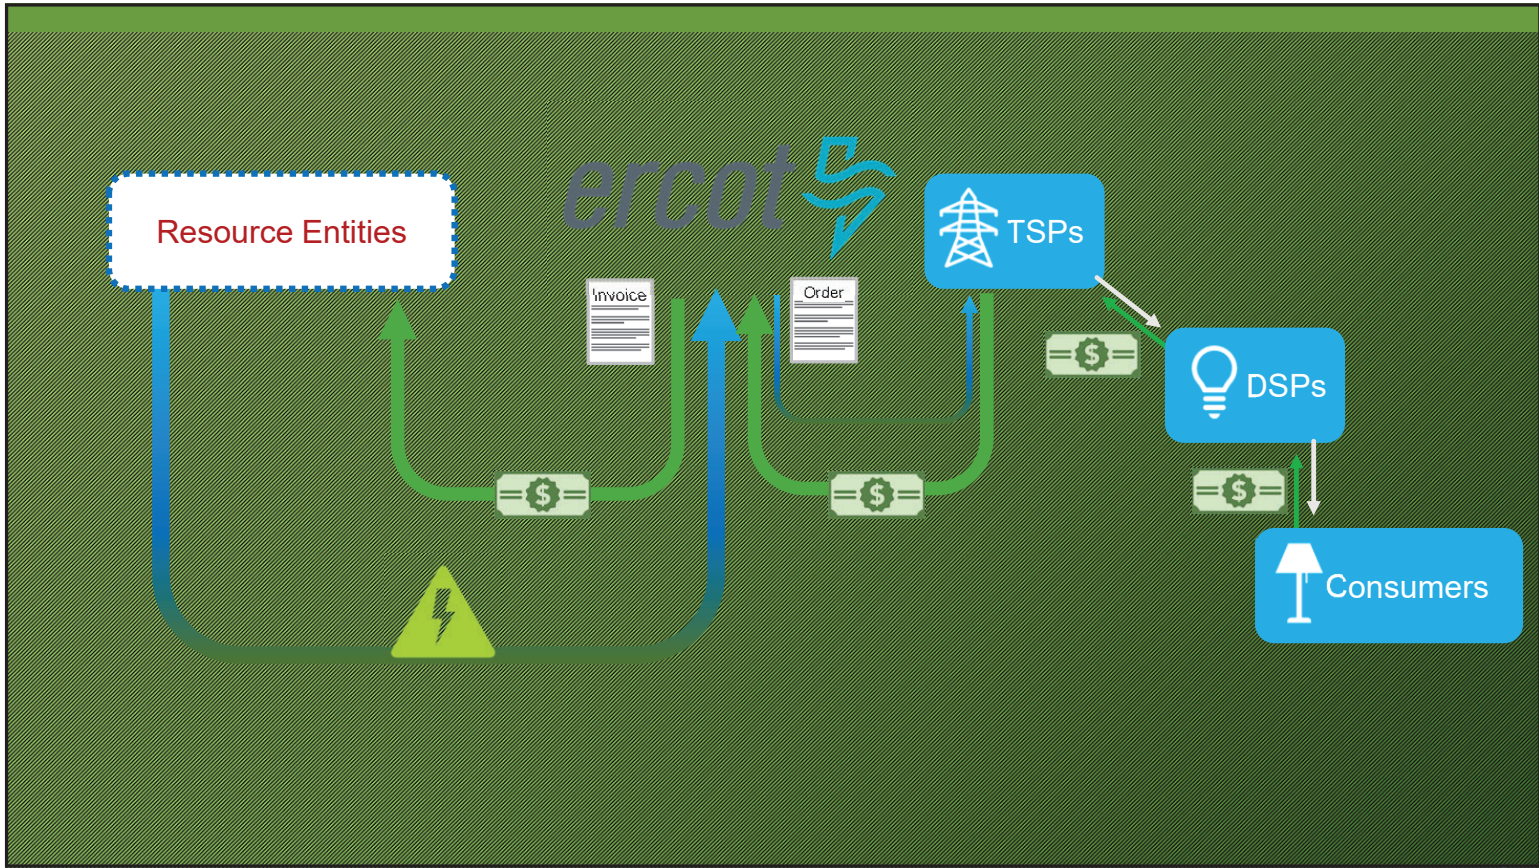 ercot
Resource Entities
TSPs
Invoice
Order
$
DSPs
$
$
$
Consumers